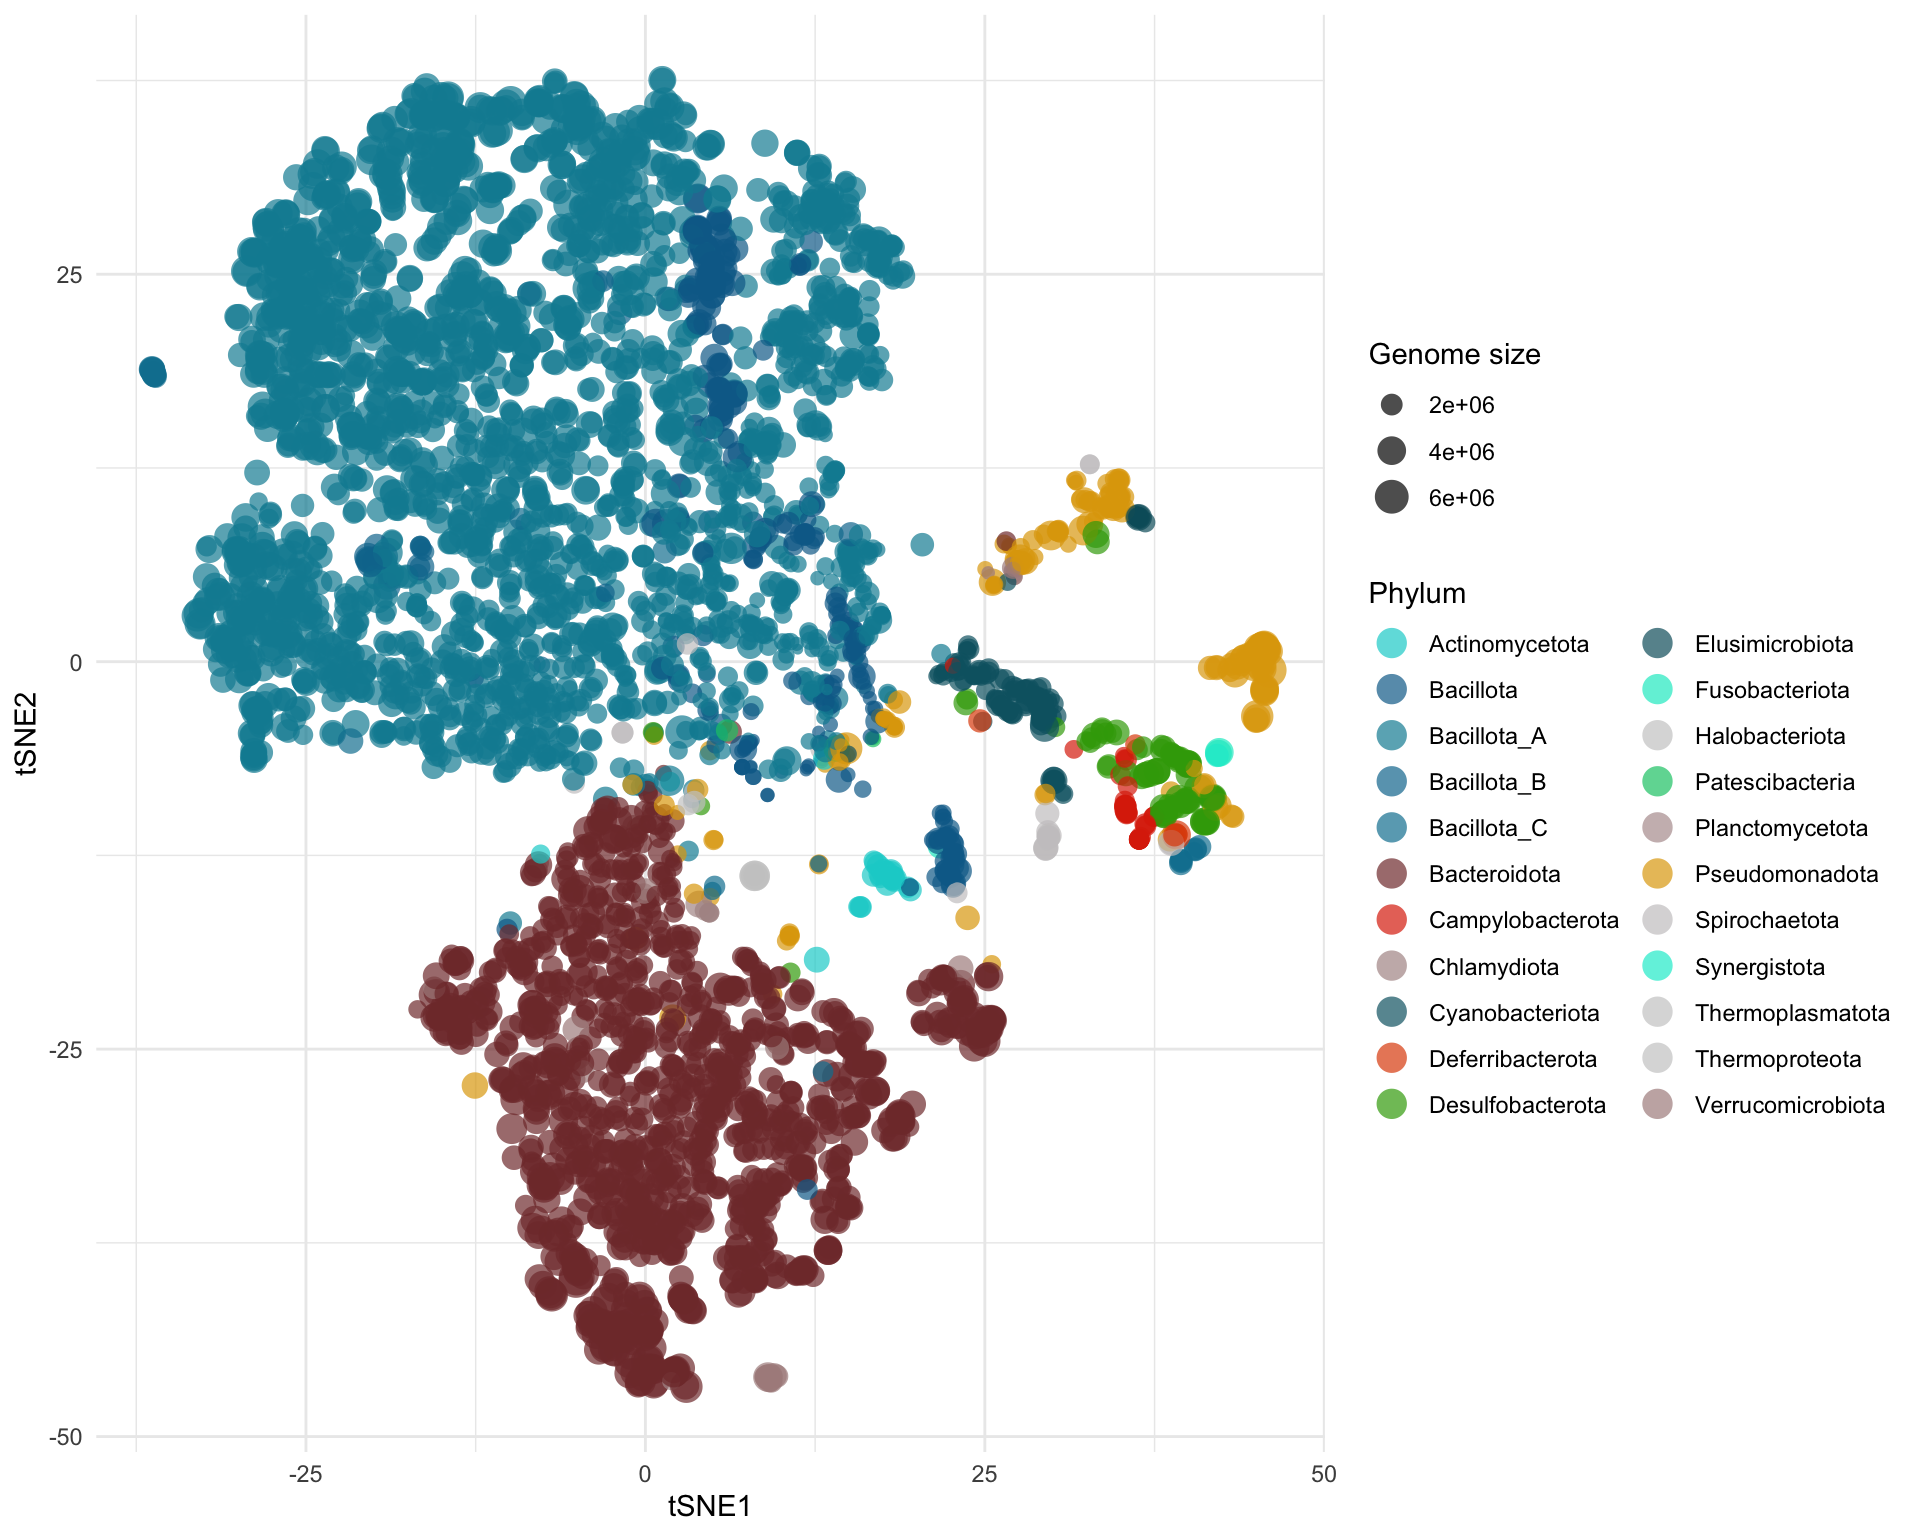 tSNE2
25
0
-25
-50
-25
0
25
50
tSNE1
Genome size
2e+06
4e+06
6e+06
Phylum
Actinomycetota
Bacillota
Bacillota_A
Bacillota_B
Bacillota_C
Bacteroidota
Campylobacterota
Chlamydiota
Cyanobacteriota
Deferribacterota
Desulfobacterota
Elusimicrobiota
Fusobacteriota
Halobacteriota
Patescibacteria
Planctomycetota
Pseudomonadota
Spirochaetota
Synergistota
Thermoplasmatota
Thermoproteota
Verrucomicrobiota